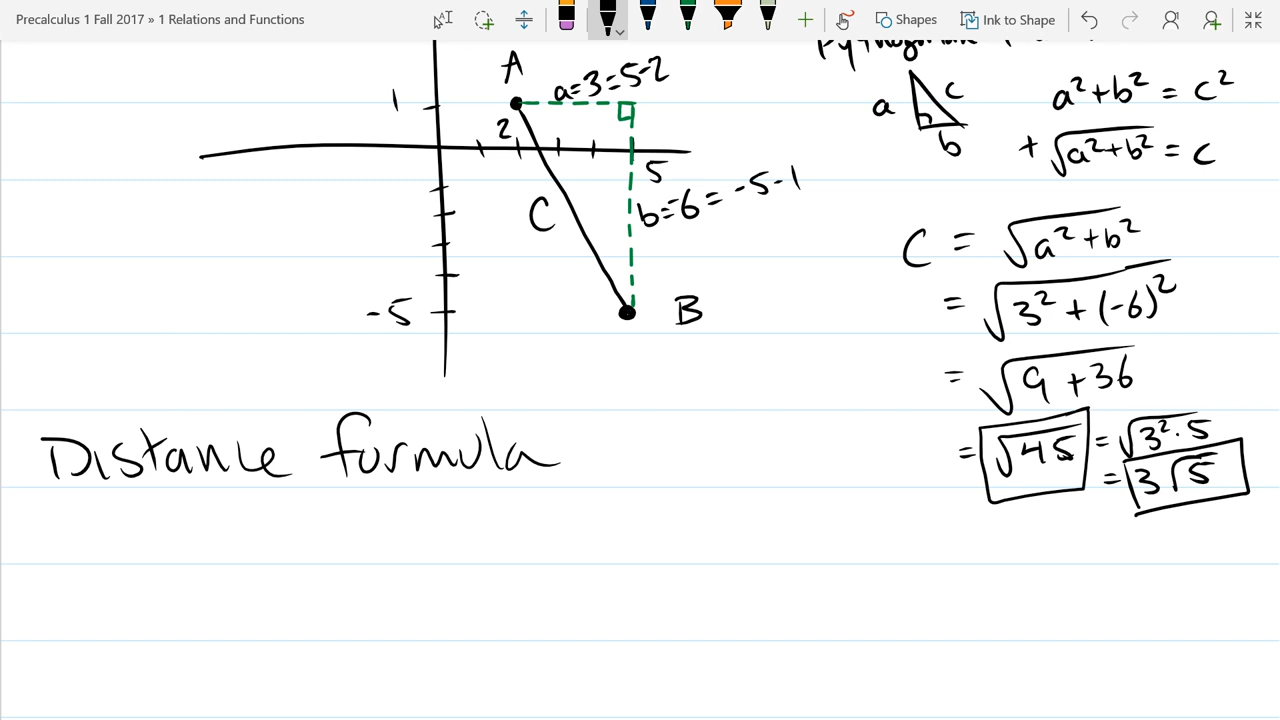 Precalculus 1 Fall 2017 » 1 Relations and Functions
Shapes
Ink to Shape
A
a=3=5-2
1
2
5
C
b=-6= -5-1
-5
B
a
c
b
a²+b² = c²
+ √a²+b² = c
C = √a²+b²
= √3²+(-6)²
= √9+36
= √45 = √3²·5
= 3√5
Distance formula